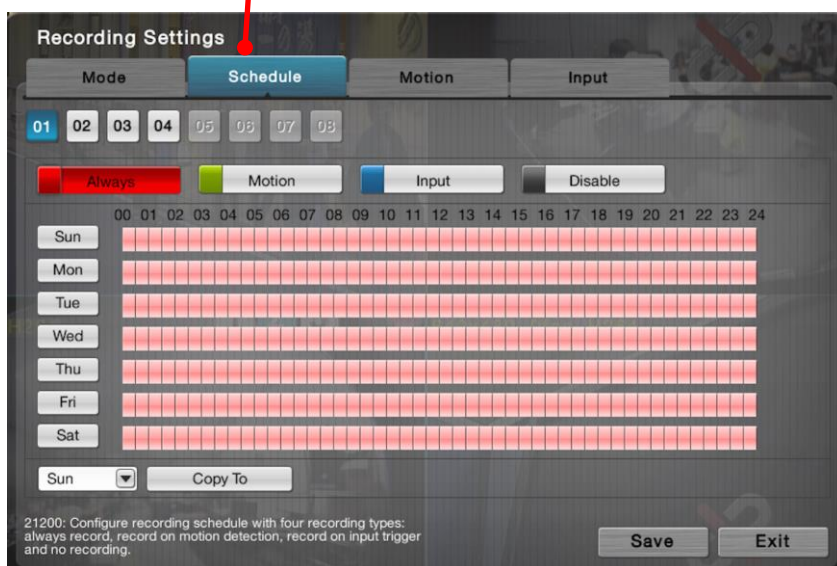 Recording Settings
Mode Schedule Motion Input
01 02 03 04 05 06 07 08
Always Motion Input Disable
00 01 02 03 04 05 06 07 08 09 10 11 12 13 14 15 16 17 18 19 20 21 22 23 24
Sun
Mon
Tue
Wed
Thu
Fri
Sat
Sun Copy To
21200: Configure recording schedule with four recording types:
always record, record on motion detection, record on input trigger
and no recording.
Save Exit